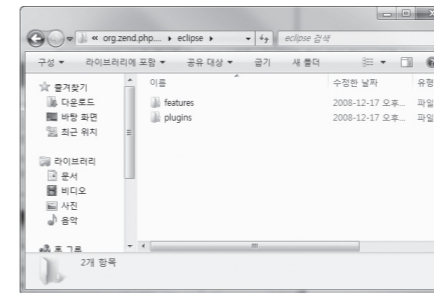 « org.zend.php... ▸ eclipse ▸
eclipse 검색
구성 ▼ 라이브러리에 포함 ▼ 공유 대상 ▼ 굽기 새 폴더
이름 수정한 날짜 유형
즐겨찾기
다운로드
바탕 화면
최근 위치
features 2008-12-17 오후... 파일
plugins 2008-12-17 오후... 파일
라이브러리
문서
비디오
사진
음악
홈 그룹
2개 항목